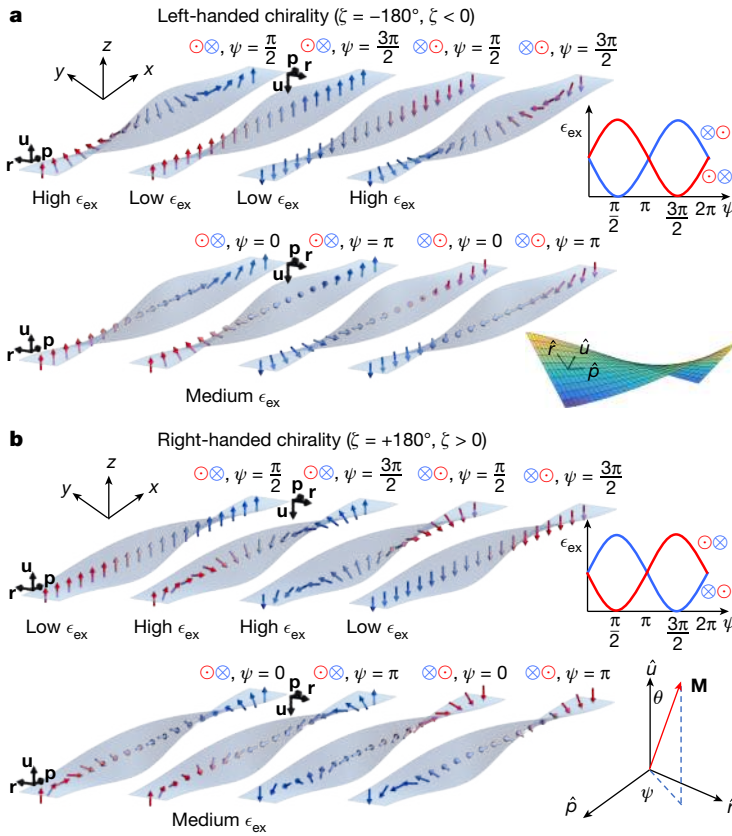 a Left-handed chirality (ζ = −180°, ζ < 0)
⊙⊗, ψ = π/2 ⊙⊗, ψ = 3π/2 ⊗⊙, ψ = π/2 ⊗⊙, ψ = 3π/2
z
y x
p
r
u
u
r p
High ϵex Low ϵex Low ϵex High ϵex
ϵex
⊗⊙
⊙⊗
π/2 π 3π/2 2π ψ
⊙⊗, ψ = 0 ⊙⊗, ψ = π ⊗⊙, ψ = 0 ⊗⊙, ψ = π
p
r
u
u
r p
Medium ϵex
r̂ û
p̂
b Right-handed chirality (ζ = +180°, ζ > 0)
⊙⊗, ψ = π/2 ⊙⊗, ψ = 3π/2 ⊗⊙, ψ = π/2 ⊗⊙, ψ = 3π/2
z
y x
p
r
u
u
r p
Low ϵex High ϵex High ϵex Low ϵex
ϵex
⊙⊗
⊗⊙
π/2 π 3π/2 2π ψ
⊙⊗, ψ = 0 ⊙⊗, ψ = π ⊗⊙, ψ = 0 ⊗⊙, ψ = π
p
r
u
u
r p
Medium ϵex
û
M
θ
ψ
p̂ r̂